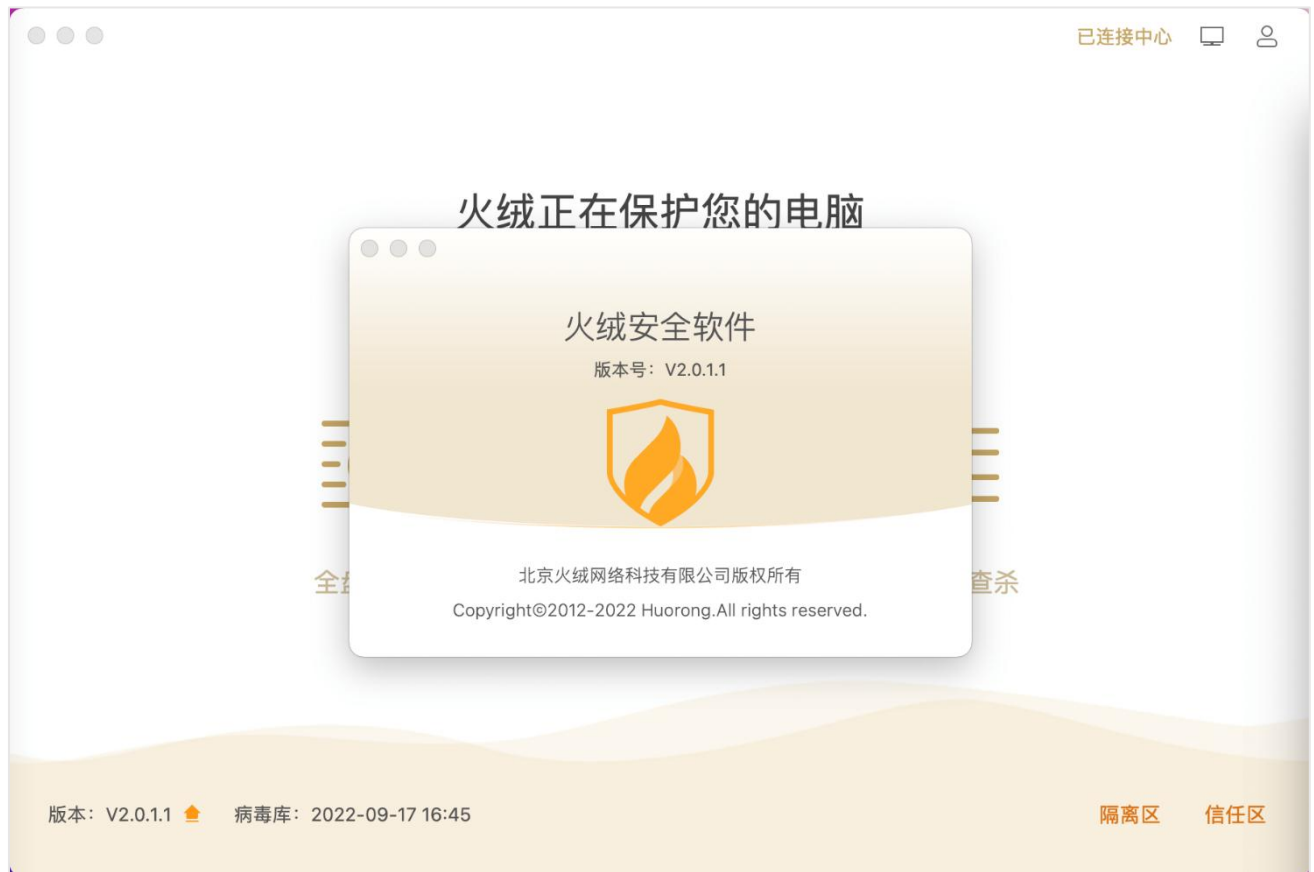 已连接中心
火绒正在保护您的电脑
火绒安全软件
版本号：V2.0.1.1
全
查杀
北京火绒网络科技有限公司版权所有
Copyright©2012-2022 Huorong.All rights reserved.
版本：V2.0.1.1 病毒库：2022-09-17 16:45
隔离区 信任区